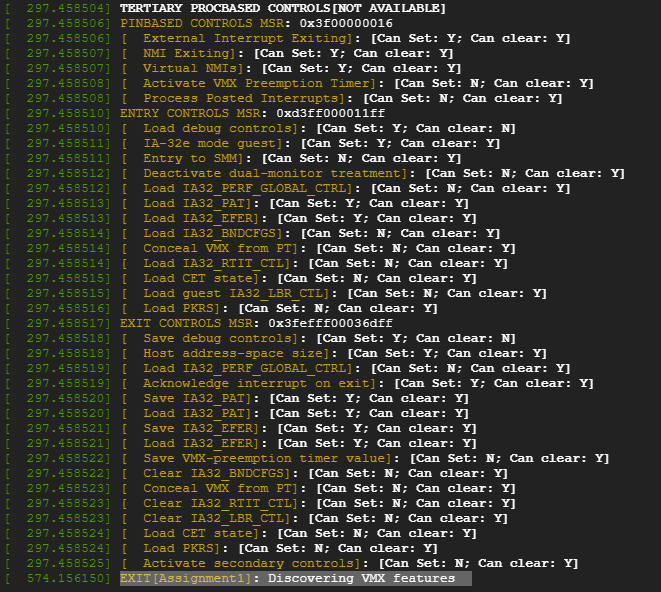 [  297.458504] TERTIARY PROCBASED CONTROLS[NOT AVAILABLE]
[  297.458506] PINBASED CONTROLS MSR: 0x3f00000016
[  297.458506] [  External Interrupt Exiting]: [Can Set: Y; Can clear: Y]
[  297.458507] [  NMI Exiting]: [Can Set: Y; Can clear: Y]
[  297.458507] [  Virtual NMIs]: [Can Set: Y; Can clear: Y]
[  297.458508] [  Activate VMX Preemption Timer]: [Can Set: N; Can clear: Y]
[  297.458508] [  Process Posted Interrupts]: [Can Set: N; Can clear: Y]
[  297.458510] ENTRY CONTROLS MSR: 0xd3ff000011ff
[  297.458510] [  Load debug controls]: [Can Set: Y; Can clear: N]
[  297.458511] [  IA-32e mode guest]: [Can Set: Y; Can clear: Y]
[  297.458511] [  Entry to SMM]: [Can Set: N; Can clear: Y]
[  297.458512] [  Deactivate dual-monitor treatment]: [Can Set: N; Can clear: Y]
[  297.458512] [  Load IA32_PERF_GLOBAL_CTRL]: [Can Set: N; Can clear: Y]
[  297.458513] [  Load IA32_PAT]: [Can Set: Y; Can clear: Y]
[  297.458513] [  Load IA32_EFER]: [Can Set: Y; Can clear: Y]
[  297.458514] [  Load IA32_BNDCFGS]: [Can Set: N; Can clear: Y]
[  297.458514] [  Conceal VMX from PT]: [Can Set: N; Can clear: Y]
[  297.458514] [  Load IA32_RTIT_CTL]: [Can Set: N; Can clear: Y]
[  297.458515] [  Load CET state]: [Can Set: N; Can clear: Y]
[  297.458515] [  Load guest IA32_LBR_CTL]: [Can Set: N; Can clear: Y]
[  297.458516] [  Load PKRS]: [Can Set: N; Can clear: Y]
[  297.458517] EXIT CONTROLS MSR: 0x3fefff00036dff
[  297.458518] [  Save debug controls]: [Can Set: Y; Can clear: N]
[  297.458518] [  Host address-space size]: [Can Set: Y; Can clear: Y]
[  297.458519] [  Load IA32_PERF_GLOBAL_CTRL]: [Can Set: N; Can clear: Y]
[  297.458519] [  Acknowledge interrupt on exit]: [Can Set: Y; Can clear: Y]
[  297.458520] [  Save IA32_PAT]: [Can Set: Y; Can clear: Y]
[  297.458520] [  Load IA32_PAT]: [Can Set: Y; Can clear: Y]
[  297.458521] [  Save IA32_EFER]: [Can Set: Y; Can clear: Y]
[  297.458521] [  Load IA32_EFER]: [Can Set: Y; Can clear: Y]
[  297.458522] [  Save VMX-preemption timer value]: [Can Set: N; Can clear: Y]
[  297.458522] [  Clear IA32_BNDCFGS]: [Can Set: N; Can clear: Y]
[  297.458523] [  Conceal VMX from PT]: [Can Set: N; Can clear: Y]
[  297.458523] [  Clear IA32_RTIT_CTL]: [Can Set: N; Can clear: Y]
[  297.458523] [  Clear IA32_LBR_CTL]: [Can Set: N; Can clear: Y]
[  297.458524] [  Load CET state]: [Can Set: N; Can clear: Y]
[  297.458524] [  Load PKRS]: [Can Set: N; Can clear: Y]
[  297.458525] [  Activate secondary controls]: [Can Set: N; Can clear: Y]
[  574.156150] EXIT[Assignment1]: Discovering VMX features